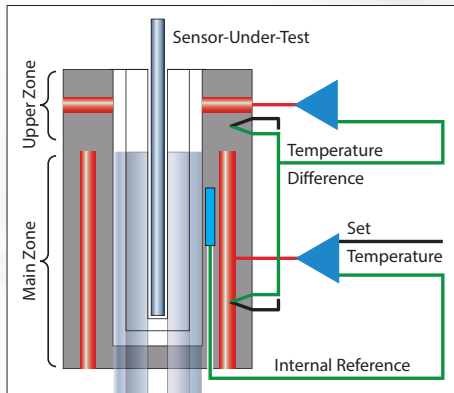 Sensor-Under-Test
Upper Zone
Temperature
Difference
Main Zone
Set
Temperature
Internal Reference